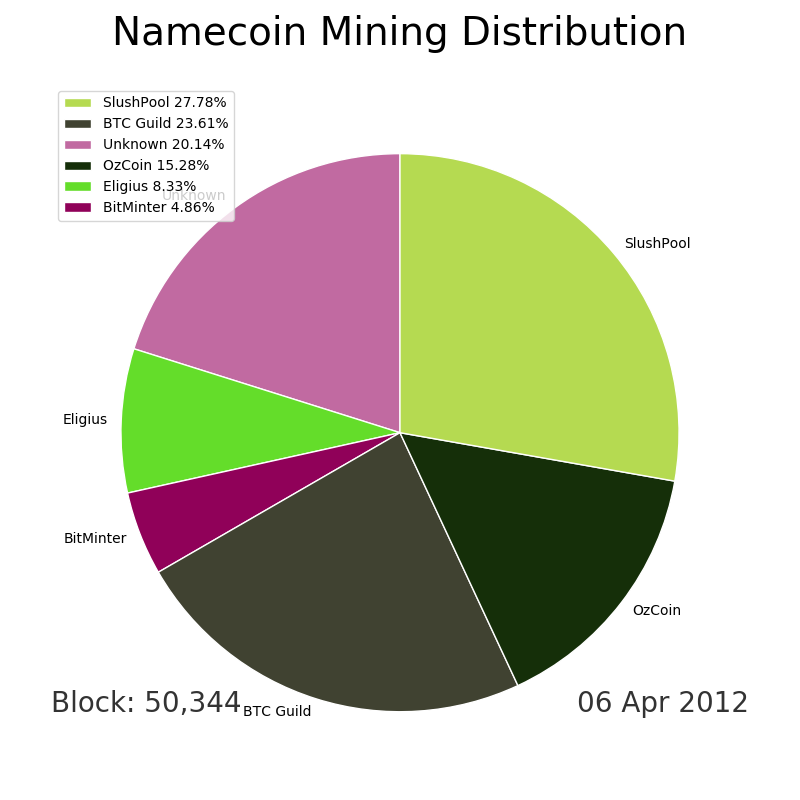 Namecoin Mining Distribution
SlushPool 27.78%
BTC Guild 23.61%
Unknown 20.14%
OzCoin 15.28%
Eligius 8.33%
BitMinter 4.86%
Unknown
SlushPool
Eligius
BitMinter
OzCoin
Block: 50,344
BTC Guild
06 Apr 2012